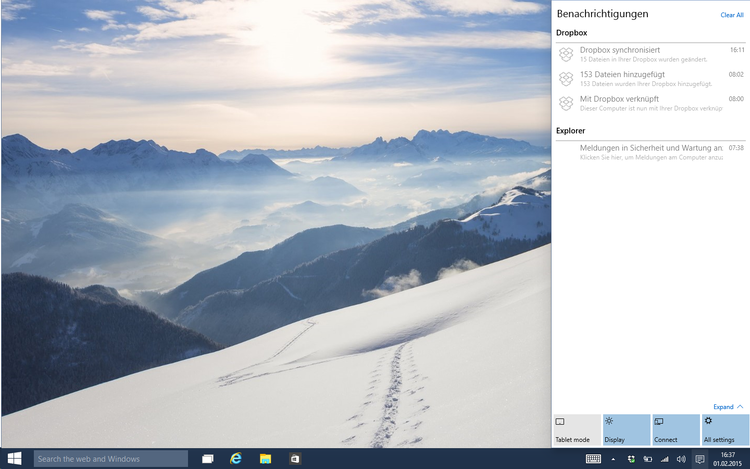 Benachrichtigungen
Clear All
Dropbox
Dropbox synchronisiert 16:11
15 Dateien in Ihrer Dropbox wurden geändert.
153 Dateien hinzugefügt 08:02
153 Dateien wurden Ihrer Dropbox hinzugefügt.
Mit Dropbox verknüpft 08:00
Dieser Computer ist nun mit Ihrer Dropbox verknüp
Explorer
Meldungen in Sicherheit und Wartung an: 07:38
Klicken Sie hier, um Meldungen am Computer anzu
Expand
Tablet mode
Display
Connect
All settings
Search the web and Windows
16:37
01.02.2015